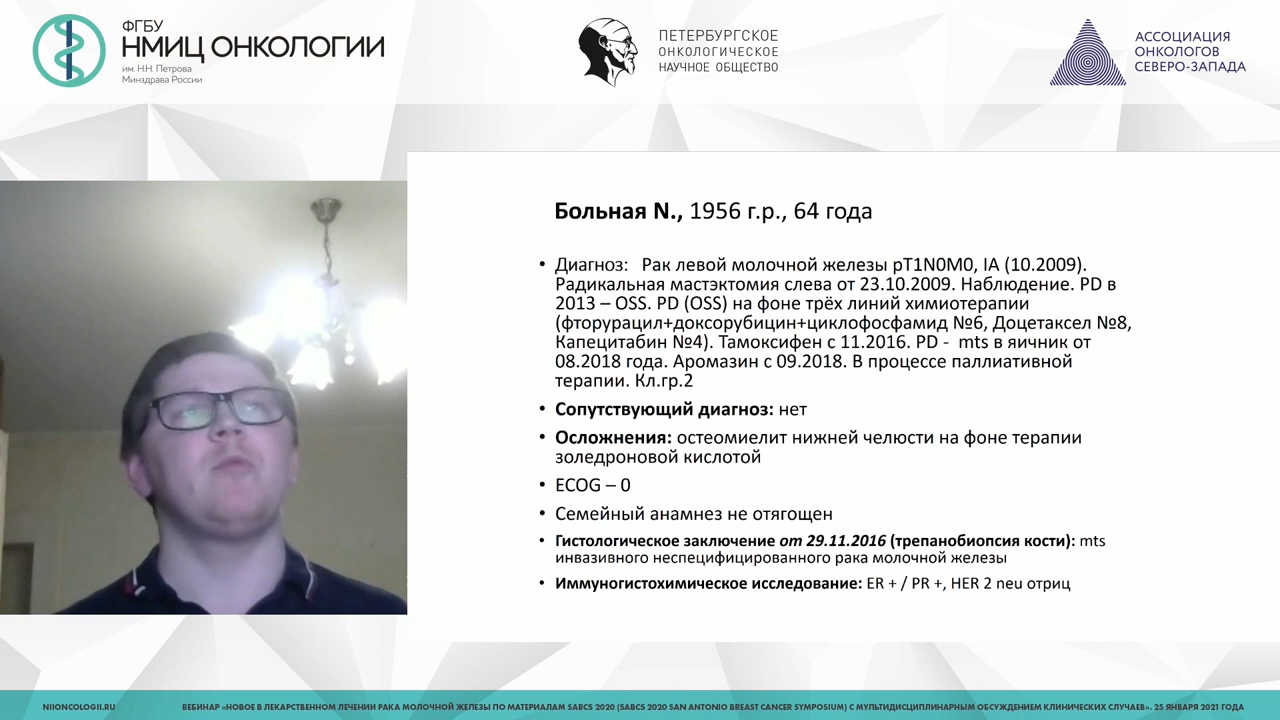 ФГБУ
НМИЦ ОНКОЛОГИИ
им. Н.Н. Петрова
Минздрава России
ПЕТЕРБУРГСКОЕ
ОНКОЛОГИЧЕСКОЕ
НАУЧНОЕ ОБЩЕСТВО
АССОЦИАЦИЯ
ОНКОЛОГОВ
СЕВЕРО-ЗАПАДА
Больная N., 1956 г.р., 64 года
• Диагноз: Рак левой молочной железы pT1N0M0, IA (10.2009).
Радикальная мастэктомия слева от 23.10.2009. Наблюдение. PD в
2013 – OSS. PD (OSS) на фоне трёх линий химиотерапии
(фторурацил+доксорубицин+циклофосфамид №6, Доцетаксел №8,
Капецитабин №4). Тамоксифен с 11.2016. PD - mts в яичник от
08.2018 года. Аромазин с 09.2018. В процессе паллиативной
терапии. Кл.гр.2
• Сопутствующий диагноз: нет
• Осложнения: остеомиелит нижней челюсти на фоне терапии
золедроновой кислотой
• ECOG – 0
• Семейный анамнез не отягощен
• Гистологическое заключение от 29.11.2016 (трепанобиопсия кости): mts
инвазивного неспецифицированного рака молочной железы
• Иммуногистохимическое исследование: ER + / PR +, HER 2 neu отриц
NIIONCOLOGII.RU
ВЕБИНАР «НОВОЕ В ЛЕКАРСТВЕННОМ ЛЕЧЕНИИ РАКА МОЛОЧНОЙ ЖЕЛЕЗЫ ПО МАТЕРИАЛАМ SABCS 2020 (SABCS 2020 SAN ANTONIO BREAST CANCER SYMPOSIUM) С МУЛЬТИДИСЦИПЛИНАРНЫМ ОБСУЖДЕНИЕМ КЛИНИЧЕСКИХ СЛУЧАЕВ». 25 ЯНВАРЯ 2021 ГОДА